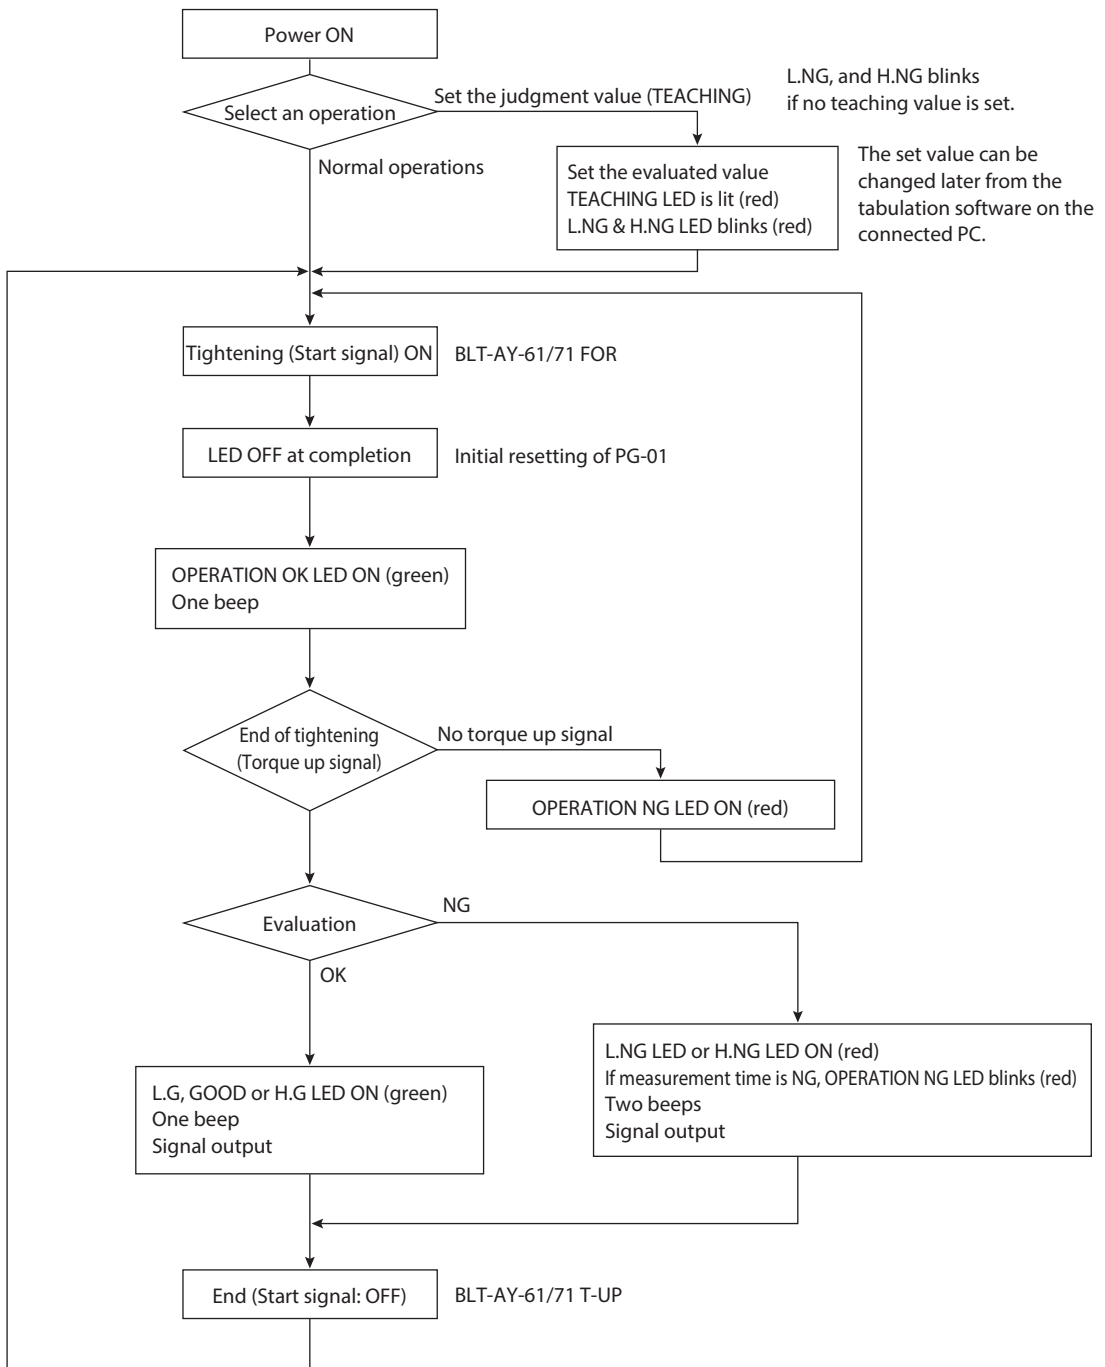 Power ON
Select an operation
Set the judgment value (TEACHING)
L.NG, and H.NG blinks
if no teaching value is set.
Normal operations
Set the evaluated value
TEACHING LED is lit (red)
L.NG & H.NG LED blinks (red)
The set value can be
changed later from the
tabulation software on the
connected PC.
Tightening (Start signal) ON
BLT-AY-61/71 FOR
LED OFF at completion
Initial resetting of PG-01
OPERATION OK LED ON (green)
One beep
End of tightening
(Torque up signal)
No torque up signal
OPERATION NG LED ON (red)
Evaluation
NG
OK
L.NG LED or H.NG LED ON (red)
If measurement time is NG, OPERATION NG LED blinks (red)
Two beeps
Signal output
L.G, GOOD or H.G LED ON (green)
One beep
Signal output
End (Start signal: OFF)
BLT-AY-61/71 T-UP